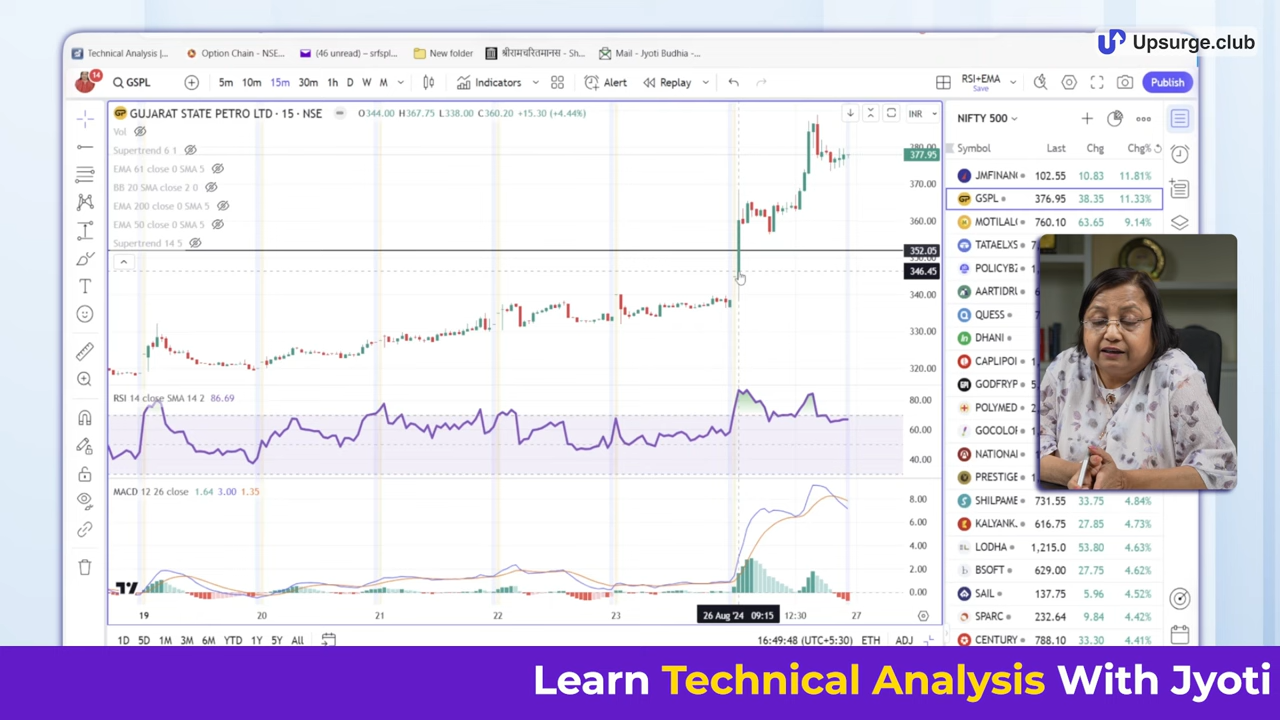 Upsurge.club
Technical Analysis |...
Option Chain - NSE...
(46 unread) - srfspl...
New folder
श्रीरामचरितमानस - Sh...
Mail - Jyoti Budhia -...
14
GSPL
5m 10m 15m 30m 1h D W M
Indicators
Alert
Replay
RSI+EMA
Save
Publish
GUJARAT STATE PETRO LTD · 15 · NSE
O344.00 H367.75 L338.00 C360.20 +15.30 (+4.44%)
INR
Vol
Supertrend 6 1
EMA 61 close 0 SMA 5
BB 20 SMA close 2 0
EMA 200 close 0 SMA 5
EMA 50 close 0 SMA 5
Supertrend 14 5
380.00
377.95
370.00
360.00
352.05
350.00
346.45
340.00
330.00
320.00
RSI 14 close SMA 14 2 86.69
80.00
60.00
40.00
MACD 12 26 close 1.64 3.00 1.35
8.00
6.00
4.00
2.00
0.00
19 20 21 22 23 26 Aug '24 09:15 12:30 27
1D 5D 1M 3M 6M YTD 1Y 5Y All
16:49:48 (UTC+5:30) ETH ADJ
NIFTY 500
Symbol Last Chg Chg%
JMFINANC 102.55 10.83 11.81%
GSPL 376.95 38.35 11.33%
MOTILALO 760.10 63.65 9.14%
TATAELXS
POLICYBZ
AARTIDRU
QUESS
DHANI
CAPLIPOI
GODFRYP
POLYMED
GOCOLOR
NATIONAL
PRESTIGE
SHILPAME 731.55 33.75 4.84%
KALYANK 616.75 27.85 4.73%
LODHA 1,215.0 53.80 4.63%
BSOFT 629.00 27.75 4.62%
SAIL 137.75 5.96 4.52%
SPARC 232.64 9.84 4.42%
CENTURY 788.10 33.30 4.41%
Learn Technical Analysis With Jyoti